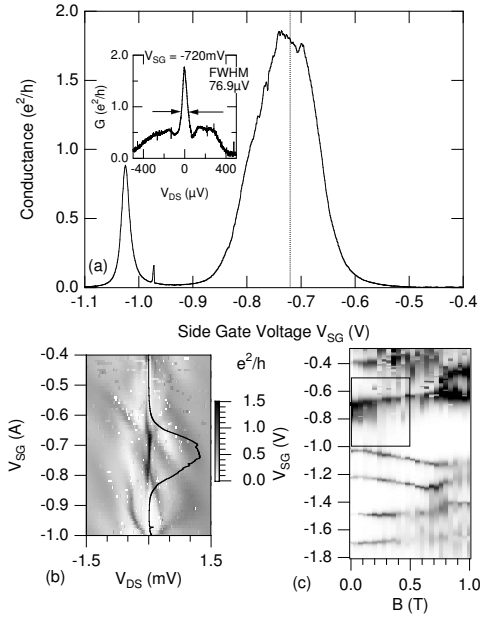 2.0
1.5
1.0
0.5
0.0
Conductance (e²/h)
(a)
-1.1
-1.0
-0.9
-0.8
-0.7
-0.6
-0.5
-0.4
Side Gate Voltage V_SG (V)
V_SG = -720mV
FWHM
76.9µV
2.0
1.0
0.0
G (e²/h)
-400
0
400
V_DS (µV)
-0.4
-0.5
-0.6
-0.7
-0.8
-0.9
-1.0
V_SG (A)
-1.5
1.5
(b)
V_DS (mV)
e²/h
1.5
1.0
0.5
0.0
V_SG (V)
-0.4
-0.6
-0.8
-1.0
-1.2
-1.4
-1.6
-1.8
0.0
0.5
1.0
(c)
B (T)